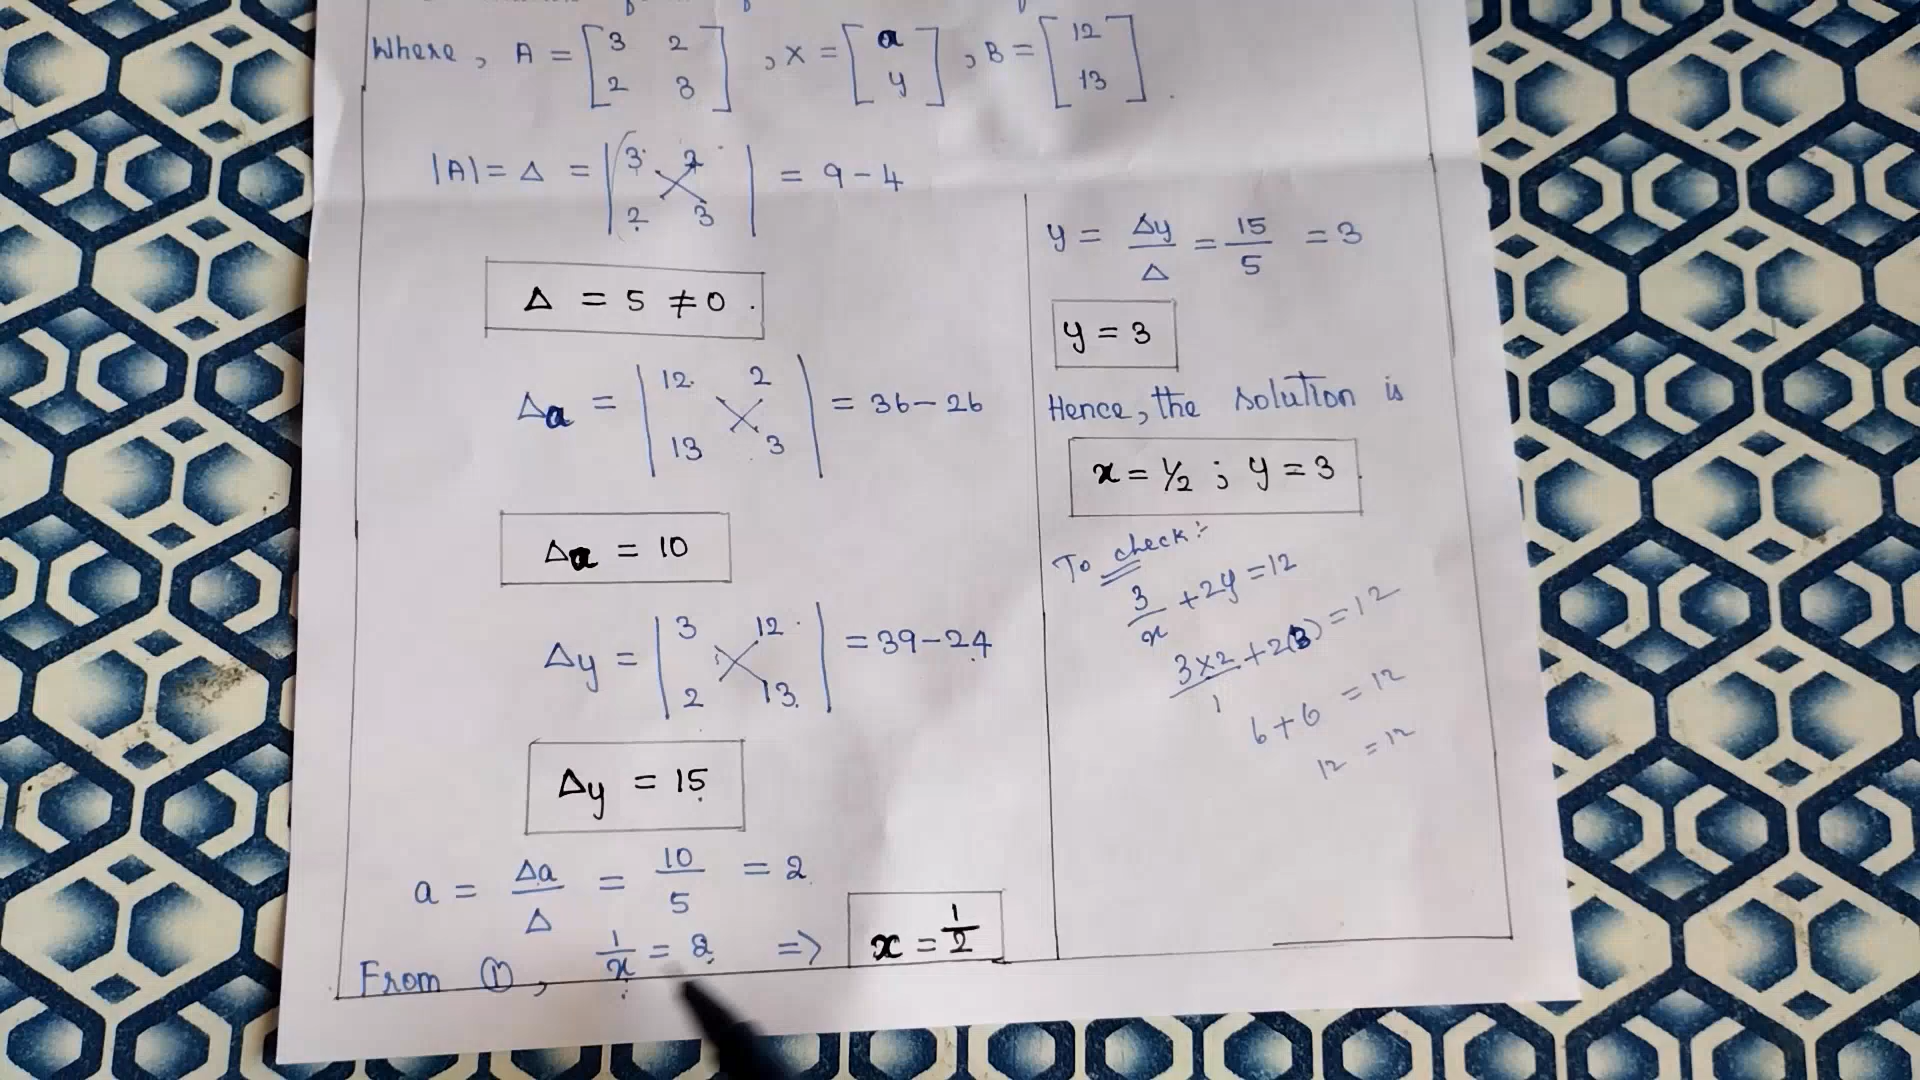 Where, A = [3 2 2 3], X = [a y], B = [12 13]
|A| = Δ = |3 2 2 3| = 9 - 4
Δ = 5 ≠ 0.
Δa = |12 2 13 3| = 36 - 26
Δa = 10
Δy = |3 12 2 13| = 39 - 24
Δy = 15
a = Δa/Δ = 10/5 = 2
From ①, 1/x = 2 => x = 1/2
y = Δy/Δ = 15/5 = 3
y = 3
Hence, the solution is
x = 1/2 ; y = 3
To check:-
3/x + 2y = 12
3×2/1 + 2(3) = 12
6 + 6 = 12
12 = 12